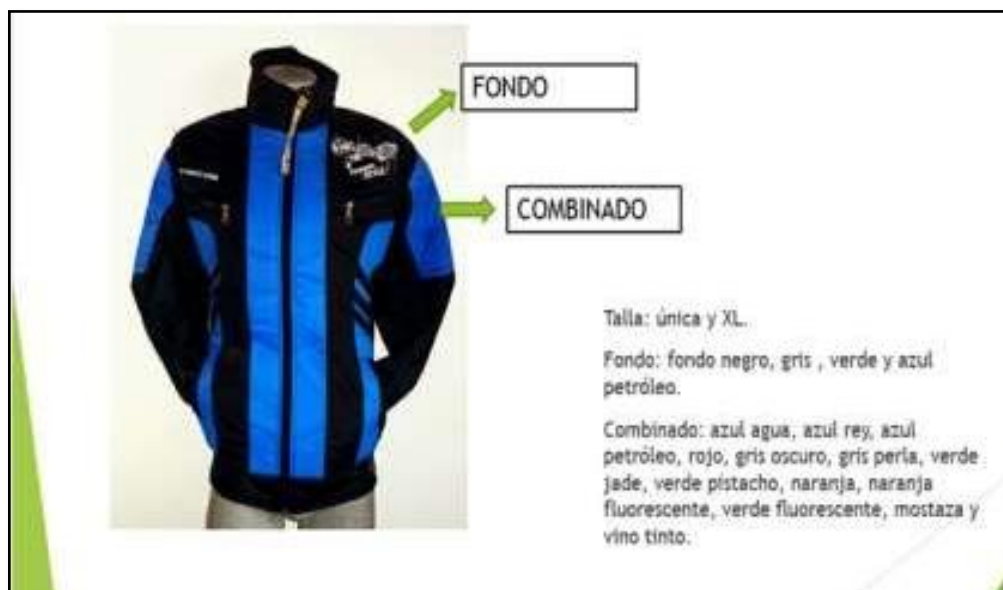 FONDO
COMBINADO
Talla: única y XL.
Fondo: fondo negro, gris , verde y azul
petróleo.
Combinado: azul agua, azul rey, azul
petróleo, rojo, gris oscuro, gris perla, verde
jade, verde pistacho, naranja, naranja
fluorescente, verde fluorescente, mostaza y
vino tinto.